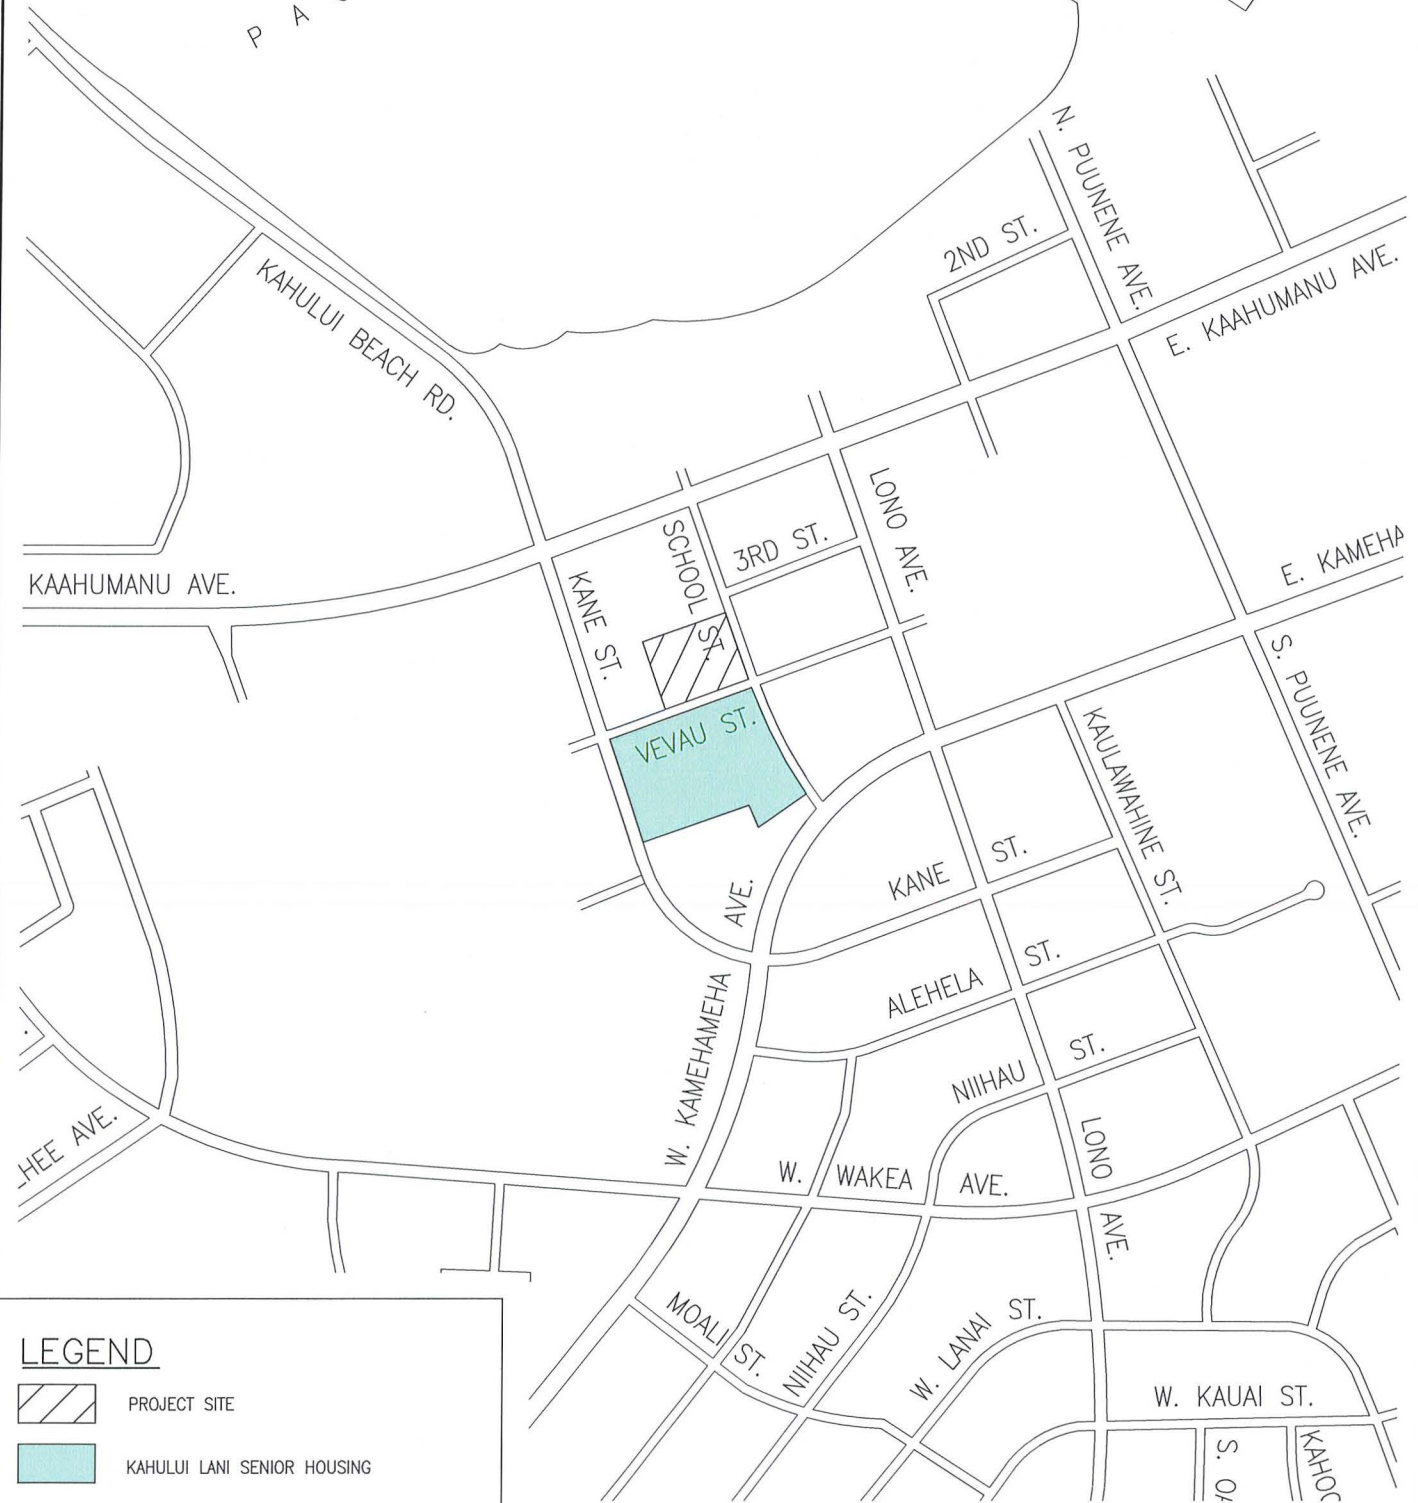 P A
N. PUUNENE AVE.
2ND ST.
E. KAAHUMANU AVE.
KAHULUI BEACH RD.
LONO AVE.
SCHOOL ST.
3RD ST.
E. KAMEHA
KAAHUMANU AVE.
KANE ST.
S. PUUNENE AVE.
VEVAU ST.
KAULAWAHINE ST.
KANE ST.
W. KAMEHAMEHA AVE.
ALEHELA ST.
NIIHAU ST.
HEE AVE.
LONO AVE.
W. WAKEA AVE.
MOALI ST.
NIIHAU ST.
W. LANAI ST.
W. KAUAI ST.
S. OA
KAHOO
LEGEND
PROJECT SITE
KAHULUI LANI SENIOR HOUSING